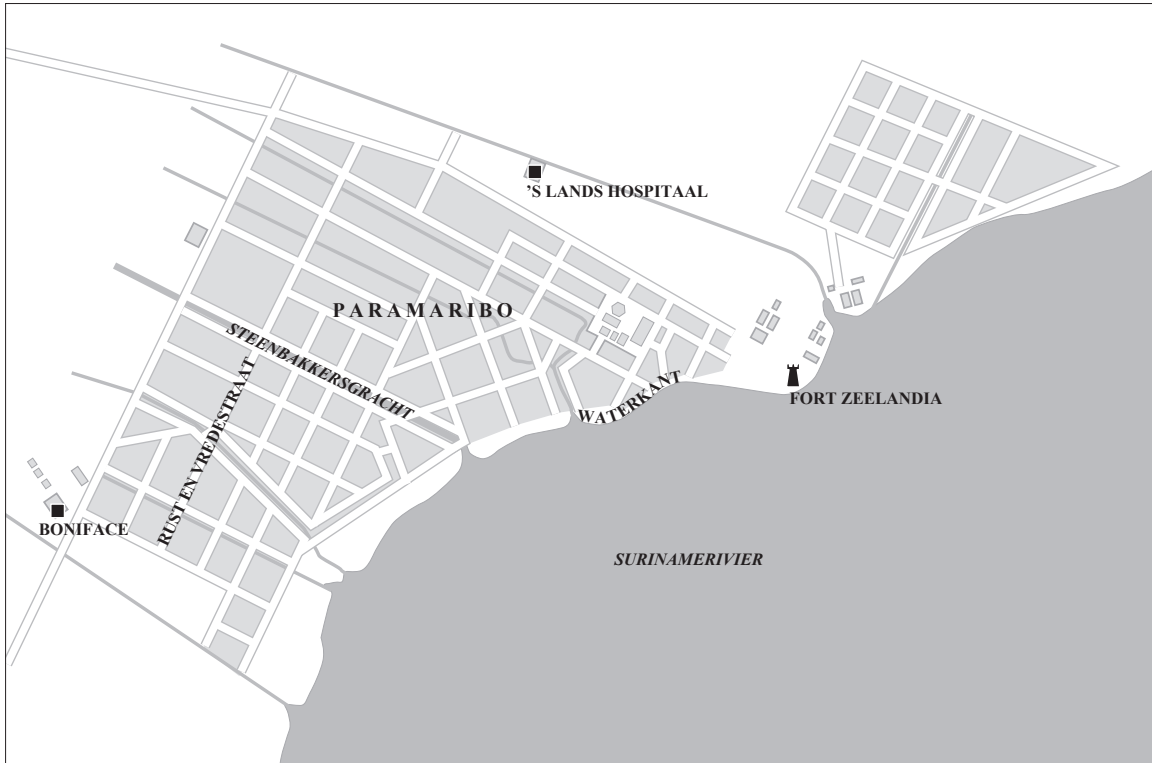 'S LANDS HOSPITAAL
PARAMARIBO
STEENBAKKERSGRACHT
RUST EN VREDESTRAAT
WATERKANT
FORT ZEELANDIA
BONIFACE
SURINAMERIVIER